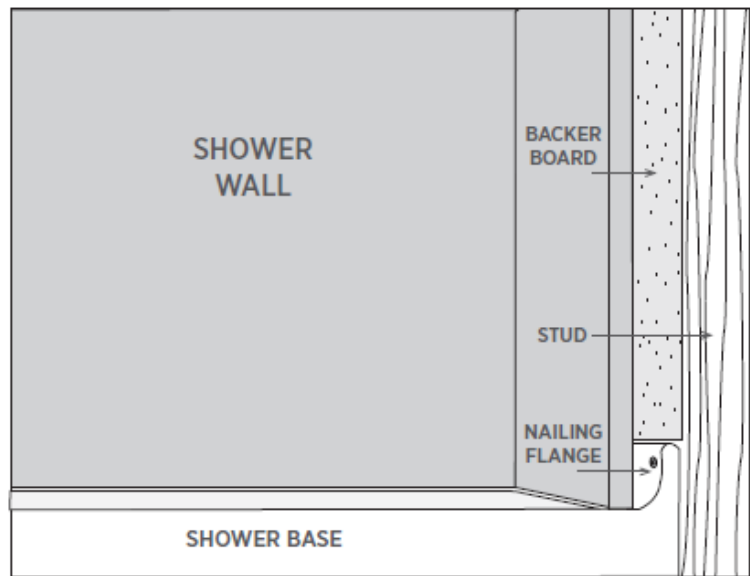 SHOWER
WALL
BACKER
BOARD
STUD
NAILING
FLANGE
SHOWER BASE